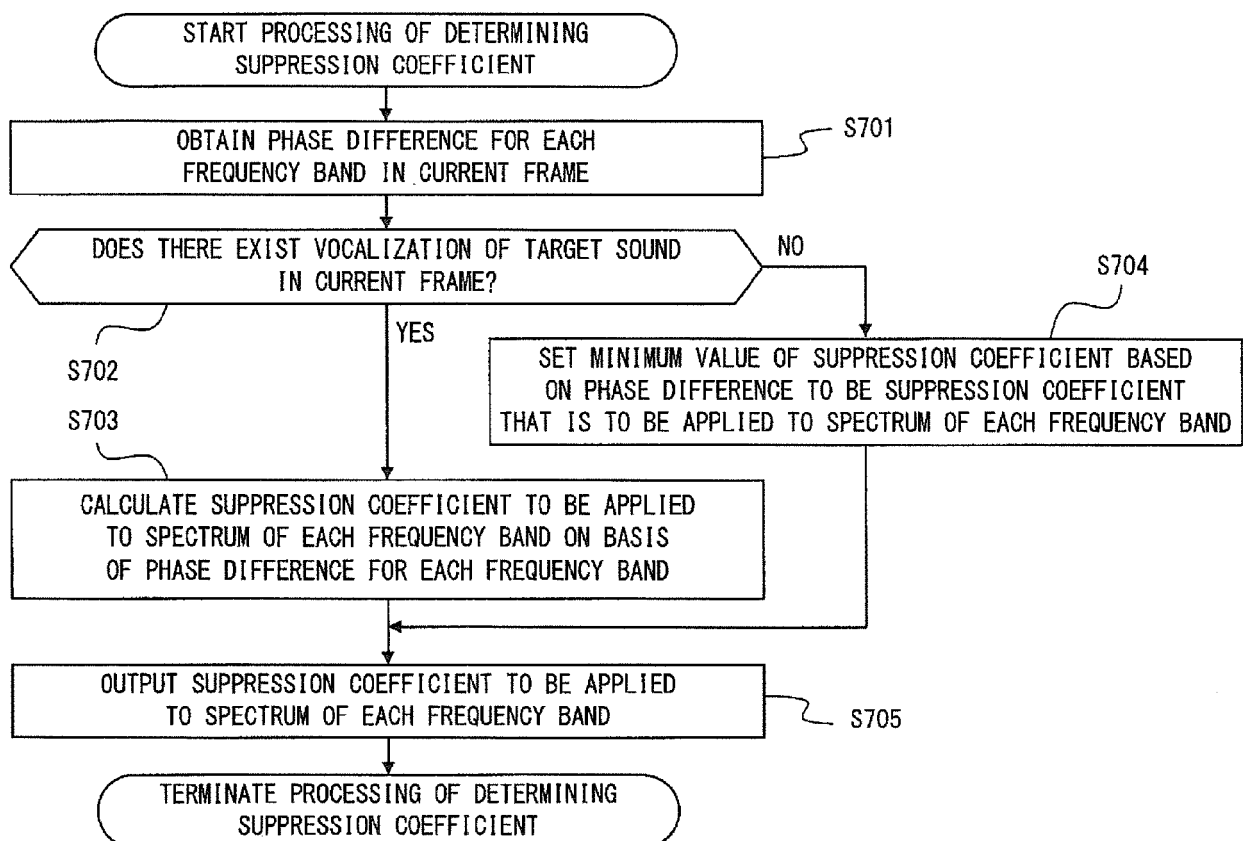 START PROCESSING OF DETERMINING
SUPPRESSION COEFFICIENT
OBTAIN PHASE DIFFERENCE FOR EACH
FREQUENCY BAND IN CURRENT FRAME
S701
DOES THERE EXIST VOCALIZATION OF TARGET SOUND
IN CURRENT FRAME?
NO
YES
S702
S704
SET MINIMUM VALUE OF SUPPRESSION COEFFICIENT BASED
ON PHASE DIFFERENCE TO BE SUPPRESSION COEFFICIENT
THAT IS TO BE APPLIED TO SPECTRUM OF EACH FREQUENCY BAND
S703
CALCULATE SUPPRESSION COEFFICIENT TO BE APPLIED
TO SPECTRUM OF EACH FREQUENCY BAND ON BASIS
OF PHASE DIFFERENCE FOR EACH FREQUENCY BAND
OUTPUT SUPPRESSION COEFFICIENT TO BE APPLIED
TO SPECTRUM OF EACH FREQUENCY BAND
S705
TERMINATE PROCESSING OF DETERMINING
SUPPRESSION COEFFICIENT